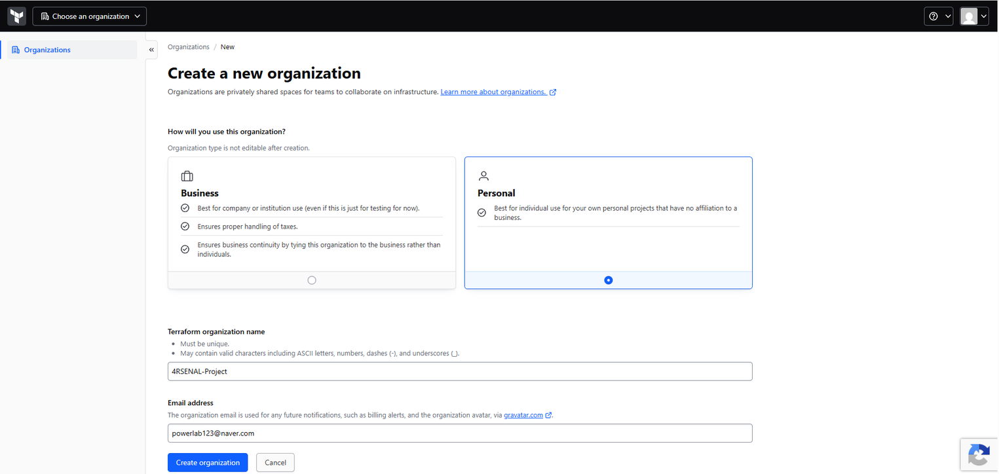 Choose an organization
Organizations
Organizations / New
Create a new organization
Organizations are privately shared spaces for teams to collaborate on infrastructure. Learn more about organizations.
How will you use this organization?
Organization type is not editable after creation.
Business
Best for company or institution use (even if this is just for testing for now).
Ensures proper handling of taxes.
Ensures business continuity by tying this organization to the business rather than
individuals.
Personal
Best for individual use for your own personal projects that have no affiliation to a
business.
Terraform organization name
Must be unique.
May contain valid characters including ASCII letters, numbers, dashes (-), and underscores (_).
4RSENAL-Project
Email address
The organization email is used for any future notifications, such as billing alerts, and the organization avatar, via gravatar.com.
powerlab123@naver.com
Create organization
Cancel